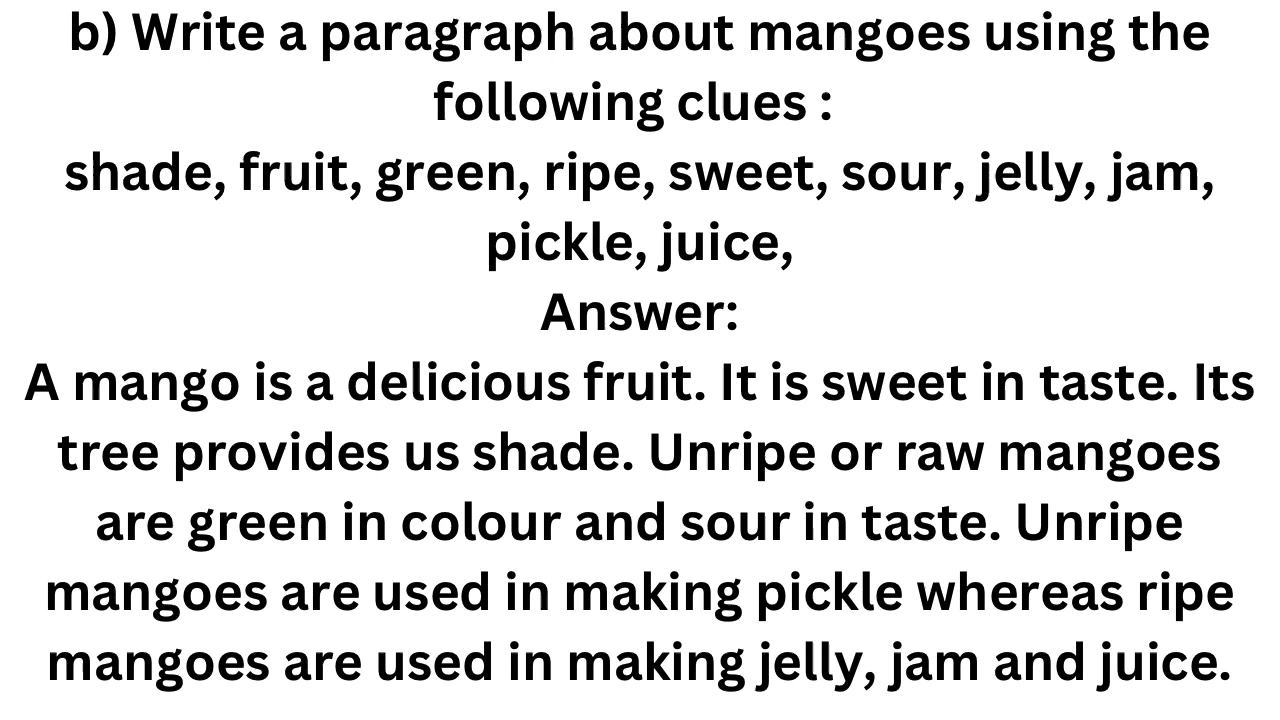 b) Write a paragraph about mangoes using the
following clues :
shade, fruit, green, ripe, sweet, sour, jelly, jam,
pickle, juice,
Answer:
A mango is a delicious fruit. It is sweet in taste. Its
tree provides us shade. Unripe or raw mangoes
are green in colour and sour in taste. Unripe
mangoes are used in making pickle whereas ripe
mangoes are used in making jelly, jam and juice.